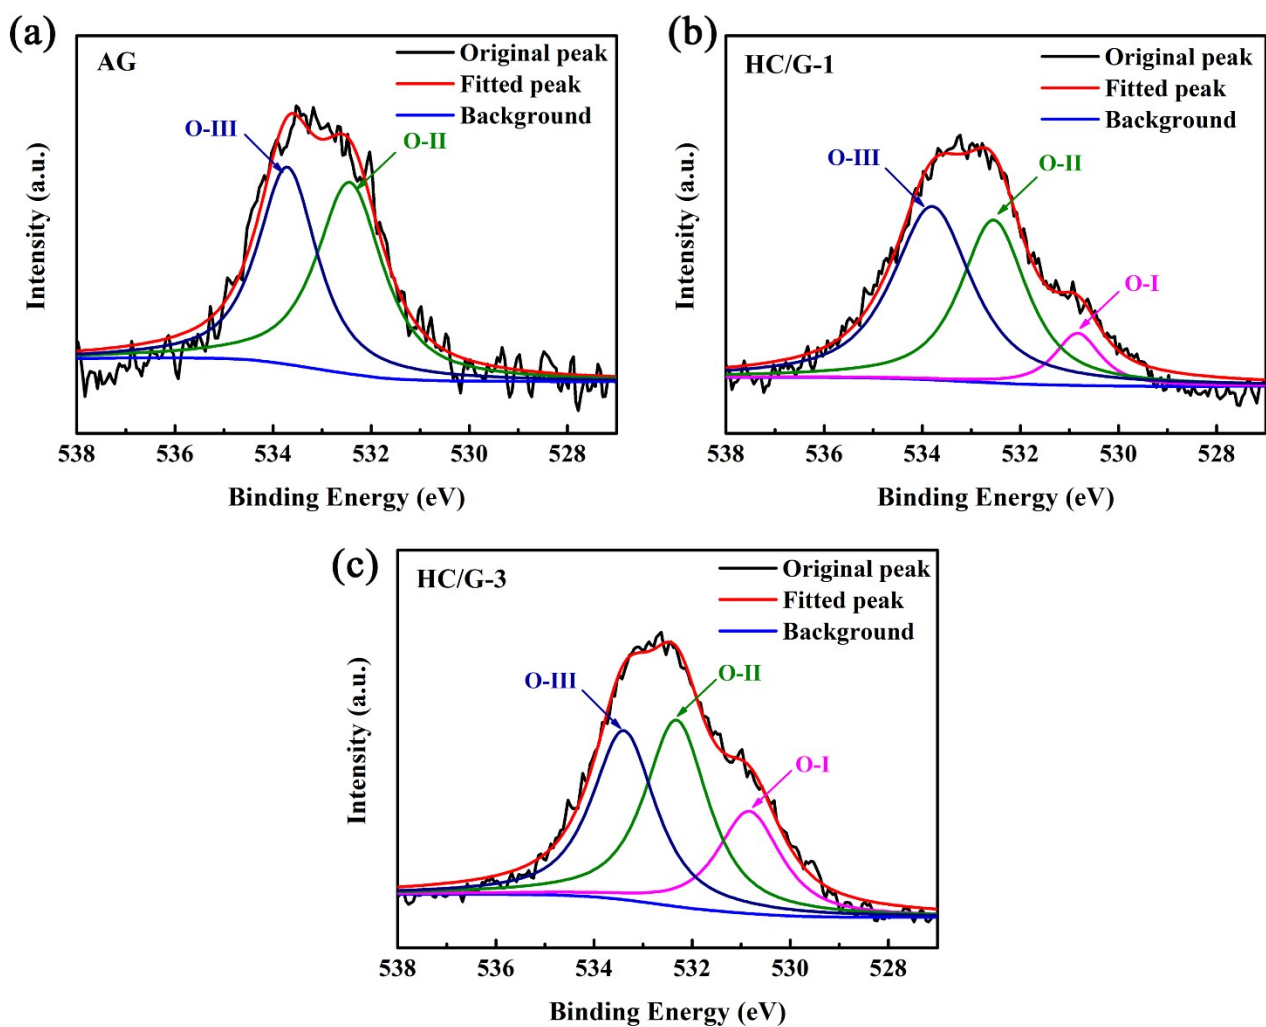 (a)
AG
Original peak
Fitted peak
Background
O-III
O-II
Intensity (a.u.)
538 536 534 532 530 528
Binding Energy (eV)
(b)
HC/G-1
Original peak
Fitted peak
Background
O-III
O-II
O-I
Intensity (a.u.)
538 536 534 532 530 528
Binding Energy (eV)
(c)
HC/G-3
Original peak
Fitted peak
Background
O-III
O-II
O-I
Intensity (a.u.)
538 536 534 532 530 528
Binding Energy (eV)